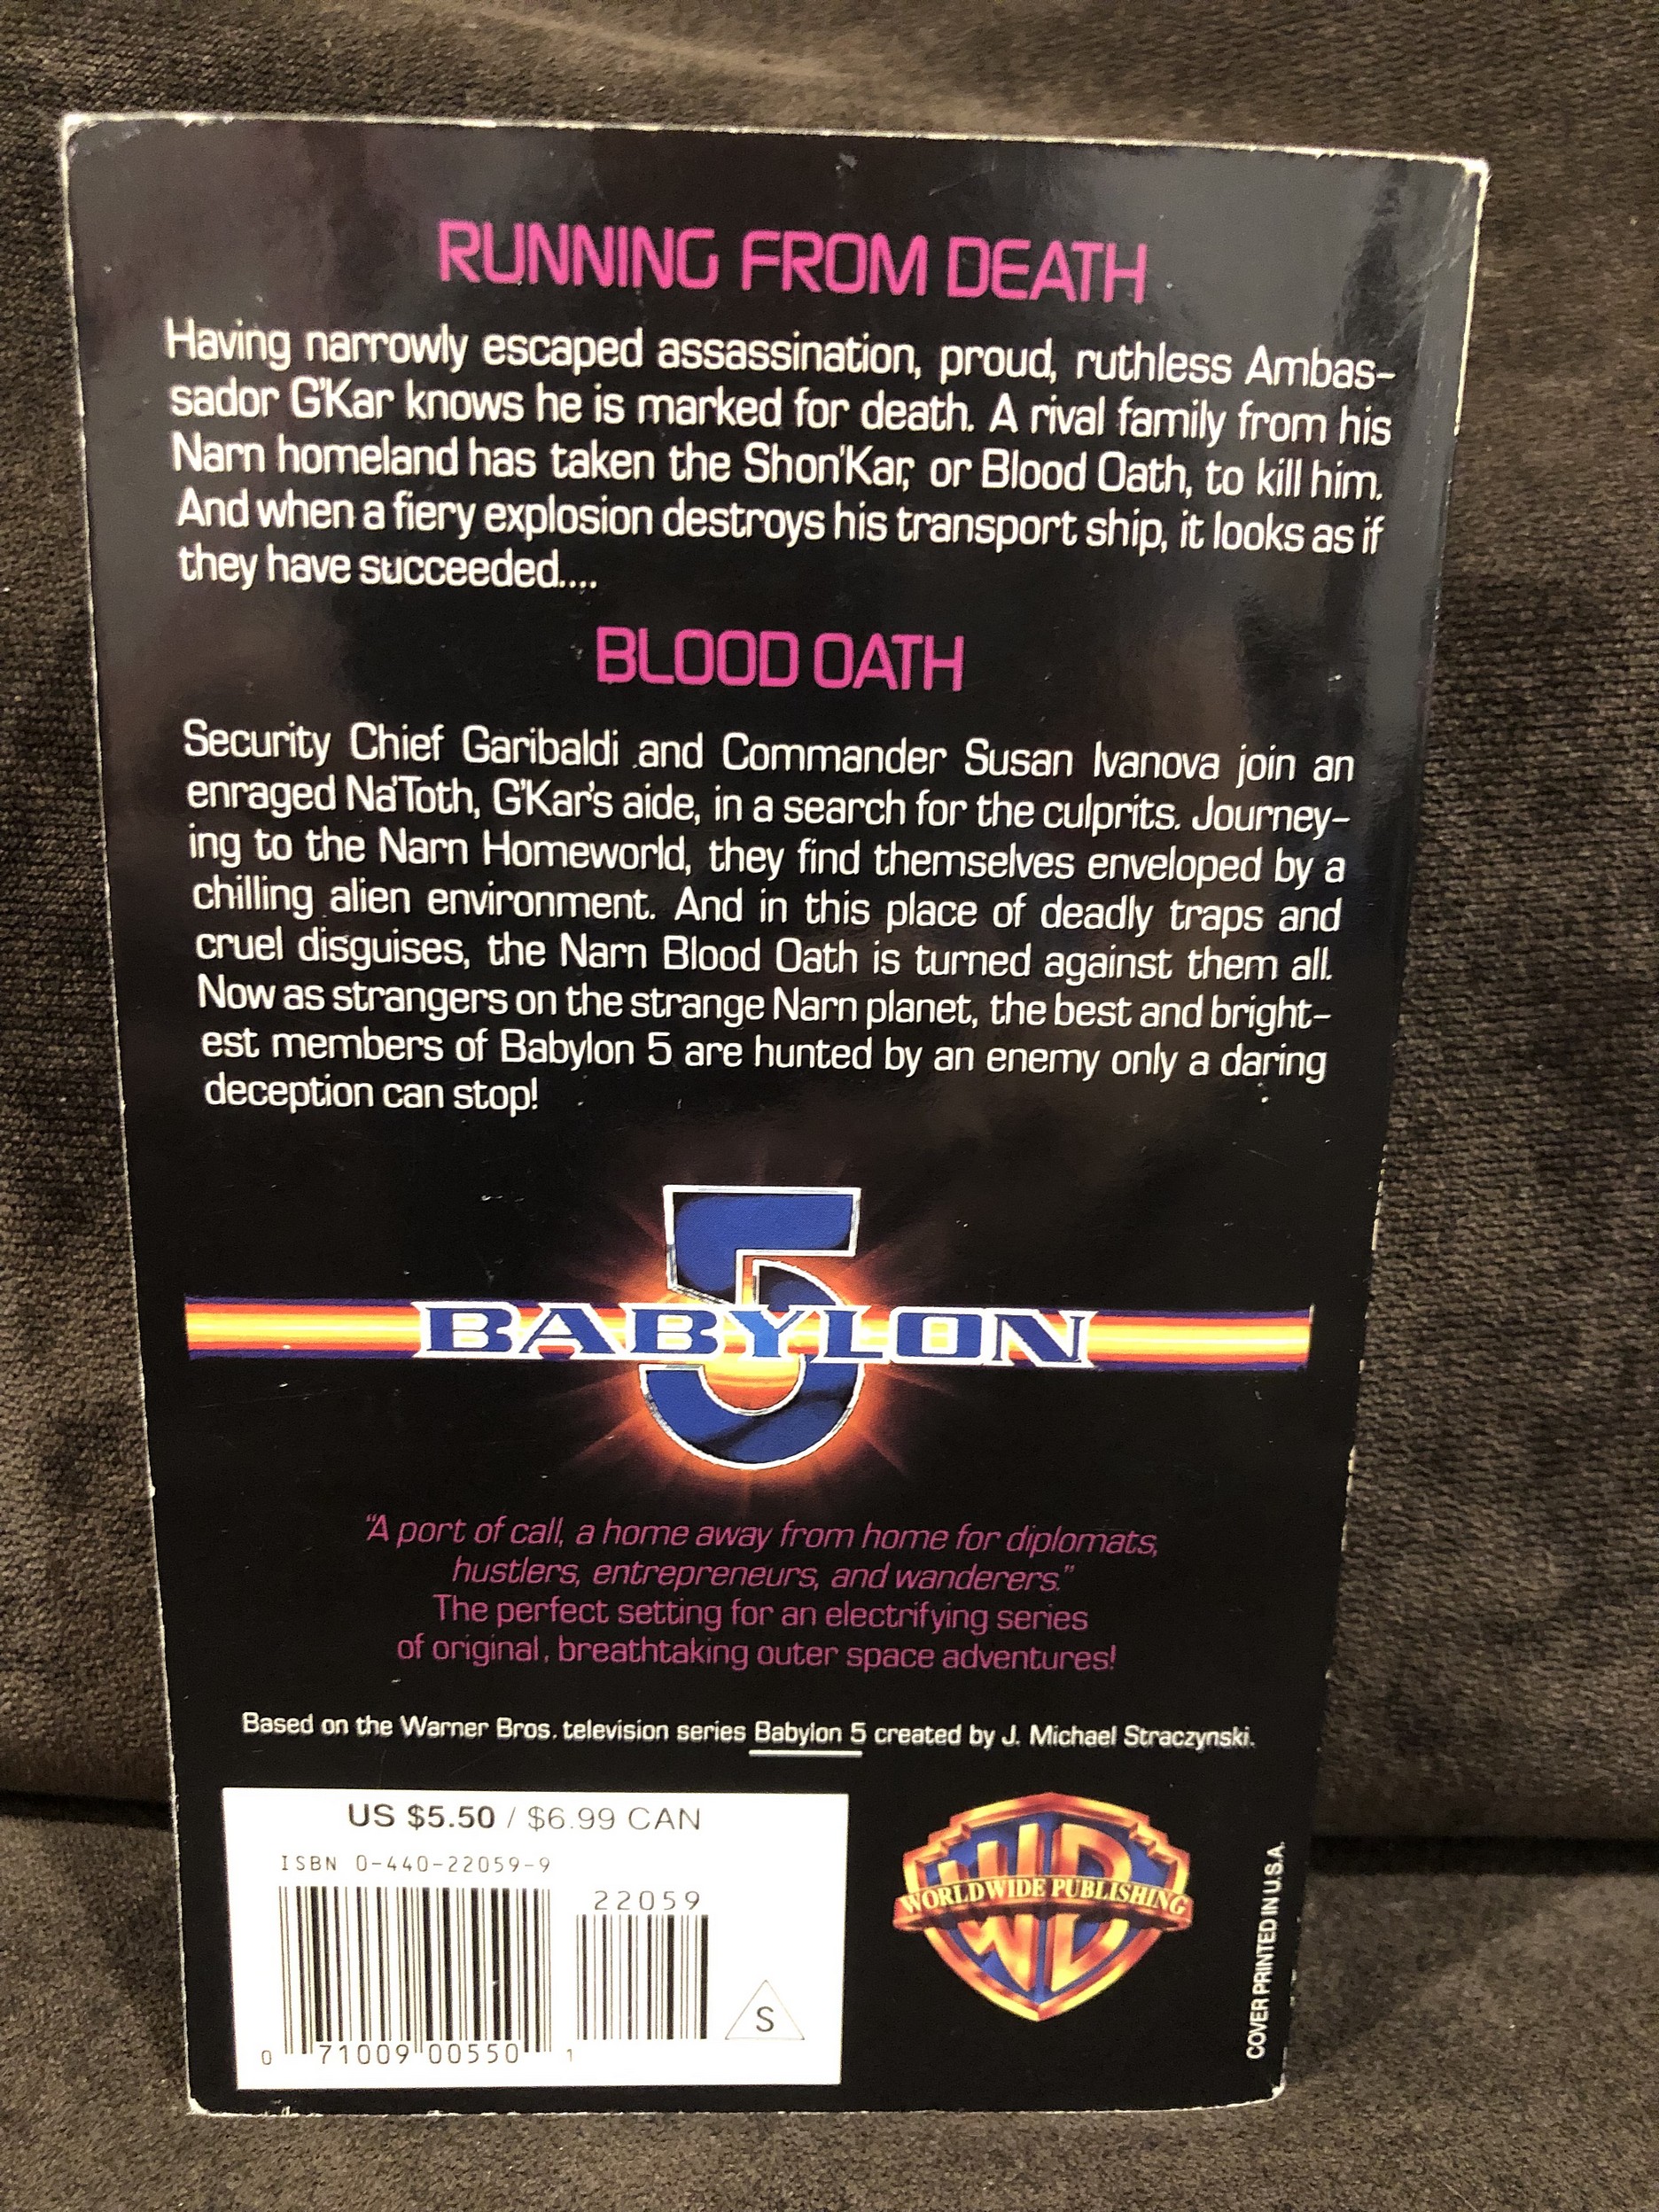 RUNNING FROM DEATH
Having narrowly escaped assassination, proud, ruthless Ambas-
sador G'Kar knows he is marked for death. A rival family from his
Narn homeland has taken the Shon'Kar, or Blood Oath, to kill him.
And when a fiery explosion destroys his transport ship, it looks as if
they have succeeded....
BLOOD OATH
Security Chief Garibaldi and Commander Susan Ivanova join an
enraged Na'Toth, G'Kar's aide, in a search for the culprits. Journey-
ing to the Narn Homeworld, they find themselves enveloped by a
chilling alien environment. And in this place of deadly traps and
cruel disguises, the Narn Blood Oath is turned against them all.
Now as strangers on the strange Narn planet, the best and bright-
est members of Babylon 5 are hunted by an enemy only a daring
deception can stop!
BABYLON
5
"A port of call, a home away from home for diplomats,
hustlers, entrepreneurs, and wanderers."
The perfect setting for an electrifying series
of original, breathtaking outer space adventures!
Based on the Warner Bros. television series Babylon 5 created by J. Michael Straczynski.
US $5.50 / $6.99 CAN
ISBN 0-440-22059-9
22059
S
0 71009 00550 1
WB
WORLDWIDE PUBLISHING
COVER PRINTED IN U.S.A.